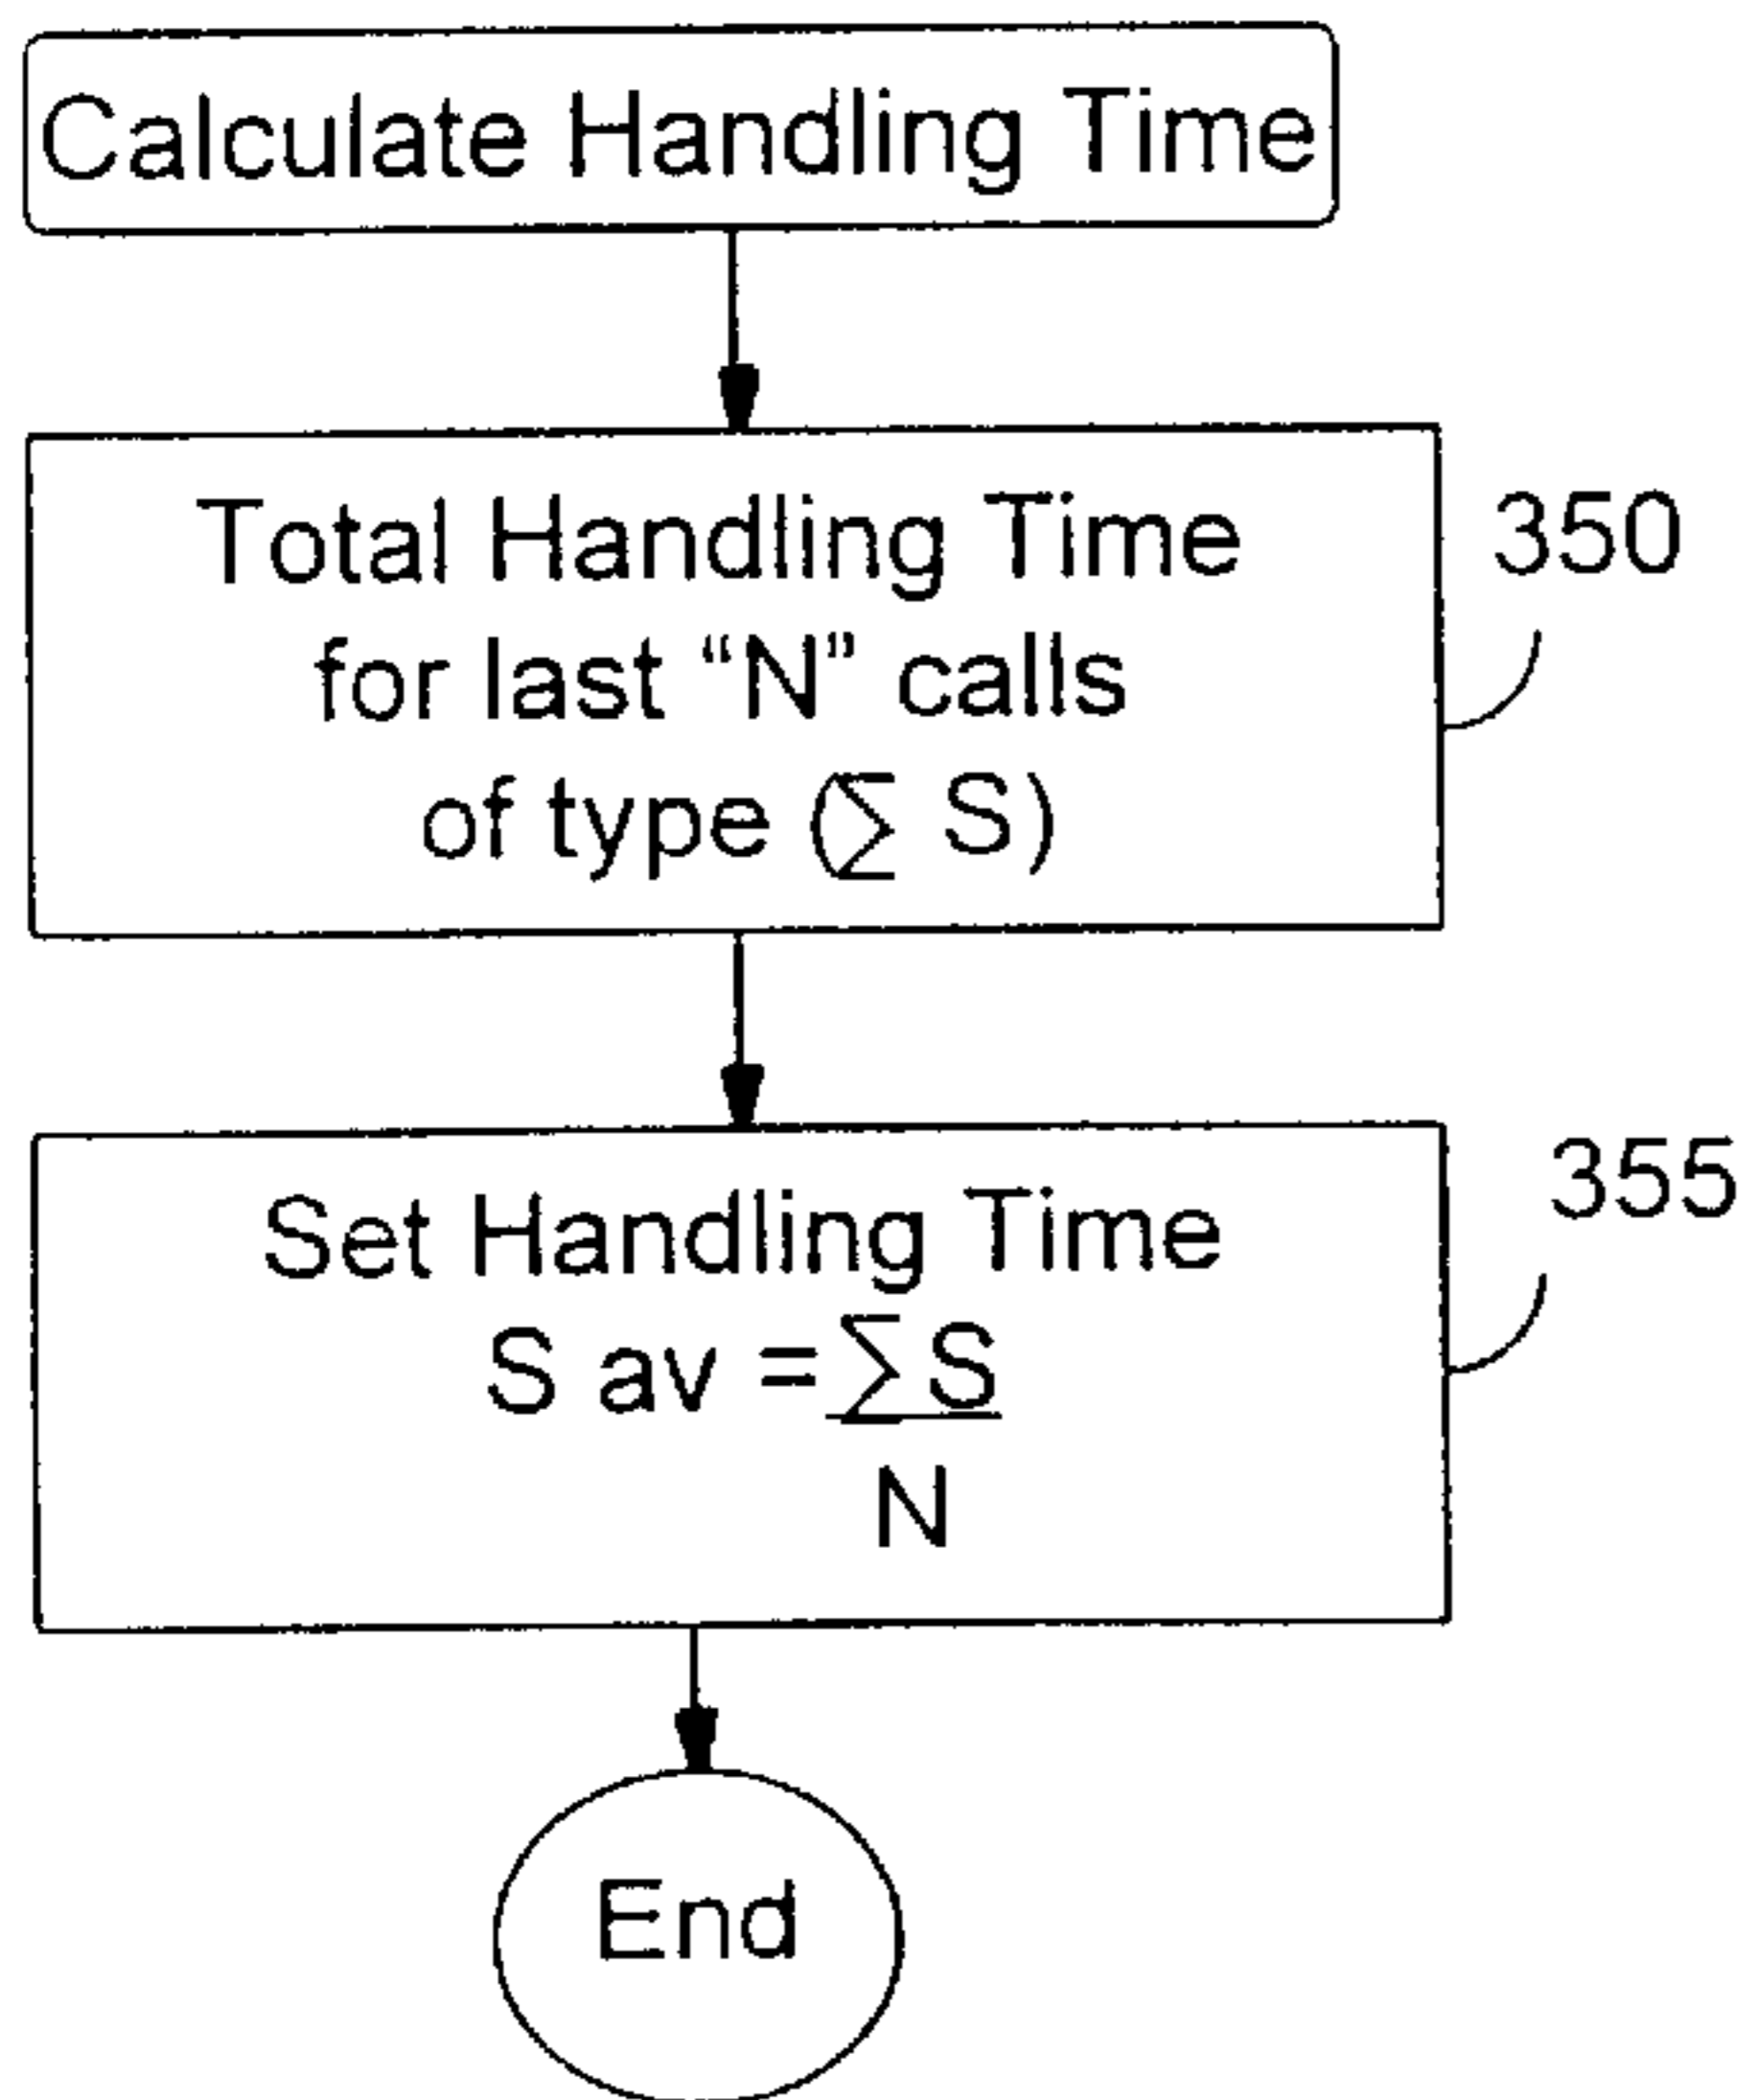 Calculate Handling Time
Total Handling Time
350
for last “N” calls
of type (∑ S)
Set Handling Time
355
S av = ∑S
N
End